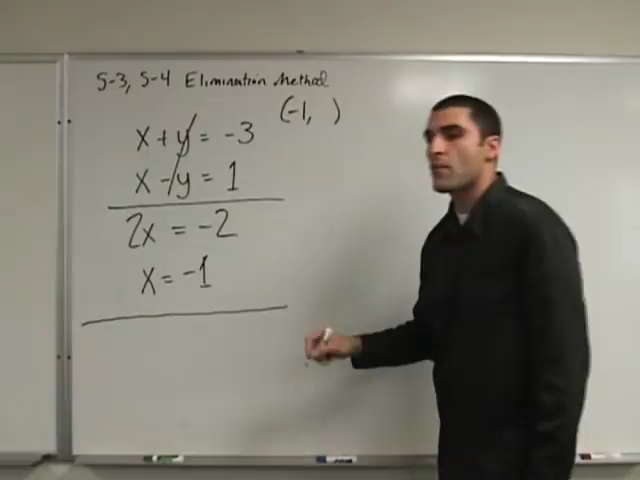 5-3, 5-4 Elimination Method
(-1, )
x + y = -3
x - y = 1
2x = -2
x = -1